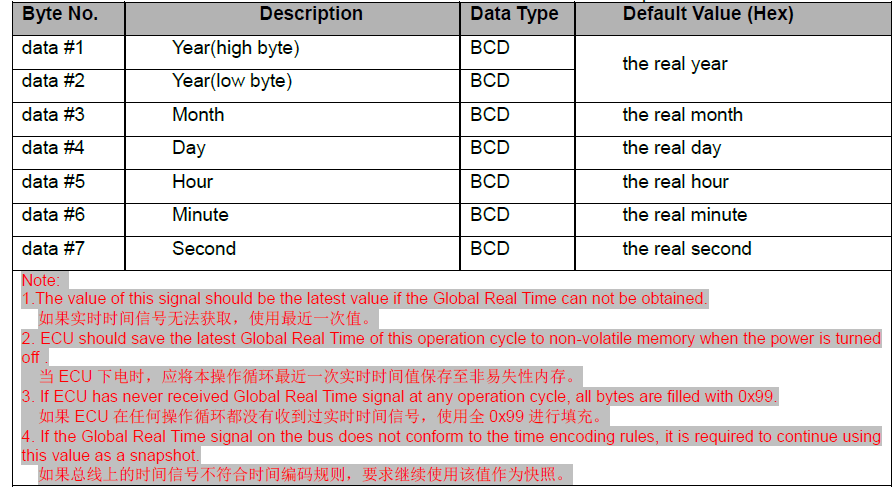 Byte No. Description Data Type Default Value (Hex)
data #1 Year(high byte) BCD the real year
data #2 Year(low byte) BCD
data #3 Month BCD the real month
data #4 Day BCD the real day
data #5 Hour BCD the real hour
data #6 Minute BCD the real minute
data #7 Second BCD the real second
Note:
1.The value of this signal should be the latest value if the Global Real Time can not be obtained.
如果实时时间信号无法获取，使用最近一次值。
2. ECU should save the latest Global Real Time of this operation cycle to non-volatile memory when the power is turned
off .
当 ECU 下电时，应将本操作循环最近一次实时时间值保存至非易失性内存。
3. If ECU has never received Global Real Time signal at any operation cycle, all bytes are filled with 0x99.
如果 ECU 在任何操作循环都没有收到过实时时间信号，使用全 0x99 进行填充。
4. If the Global Real Time signal on the bus does not conform to the time encoding rules, it is required to continue using
this value as a snapshot.
如果总线上的时间信号不符合时间编码规则，要求继续使用该值作为快照。